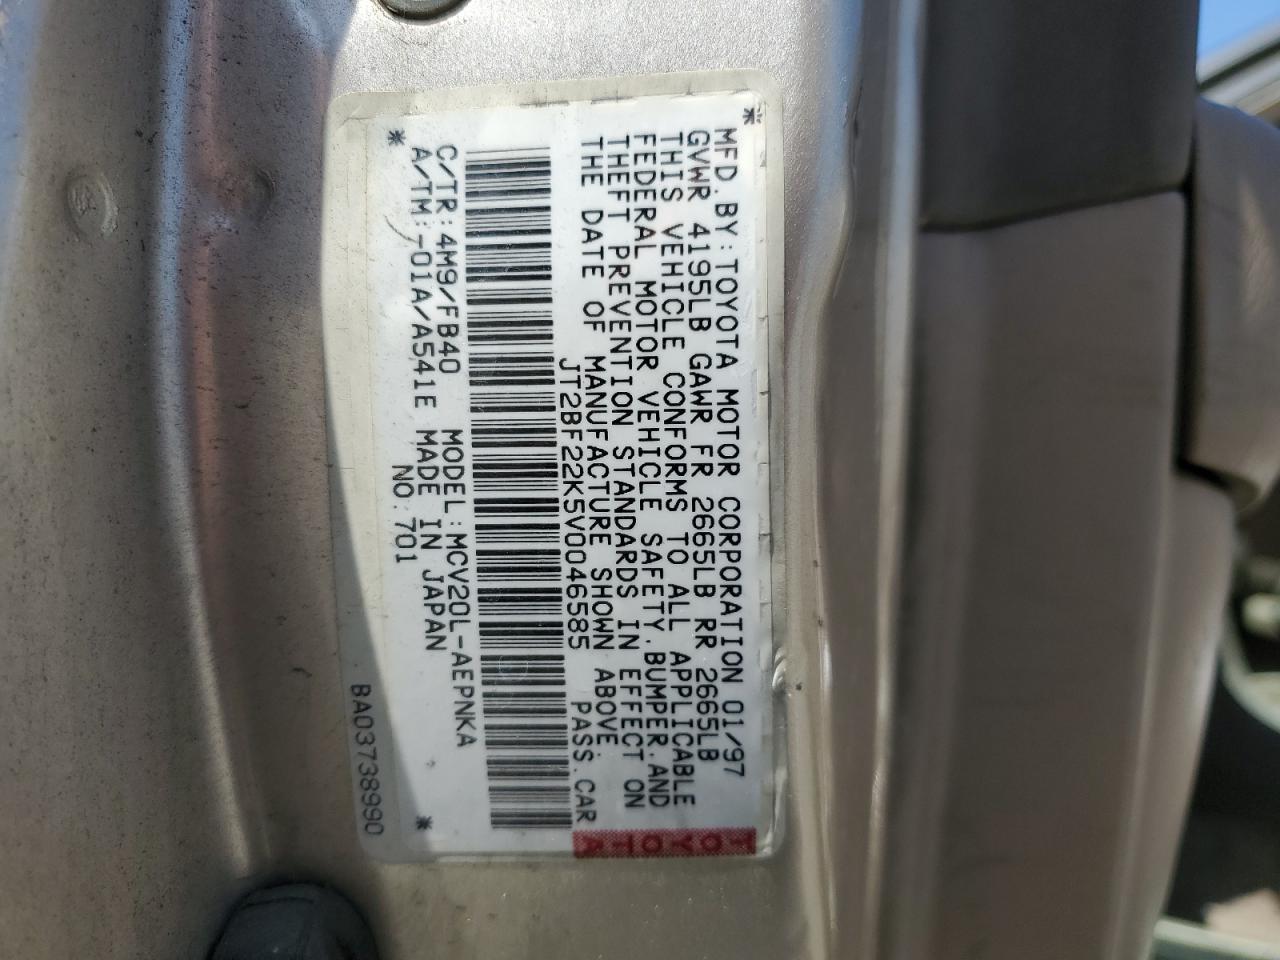 MFD.BY:TOYOTA MOTOR CORPORATION 01/97
GVWR 4195LB GAWR FR 2665LB RR 2665LB
THIS VEHICLE CONFORMS TO ALL APPLICABLE
FEDERAL MOTOR VEHICLE SAFETY.BUMPER.AND
THEFT PREVENTION STANDARDS IN EFFECT ON
THE DATE OF MANUFACTURE SHOWN ABOVE.
JT2BF22K5V0046585 PASS.CAR
C/TR:4M9/FB40 MODEL:MCV20L-AEPNKA
A/TM:-01A/A541E MADE IN JAPAN
NO:701
BA03738990
TOYOTA